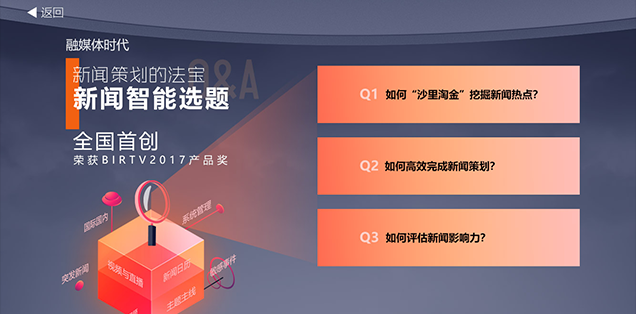 返回
融媒体时代
Q&A
新闻策划的法宝
新闻智能选题
全国首创
荣获BIRTV2017产品奖
Q1 如何“沙里淘金”挖掘新闻热点?
Q2 如何高效完成新闻策划?
Q3 如何评估新闻影响力?
国际国内
系统管理
视频与直播
新闻日历
突发新闻
敏感事件
主题主线